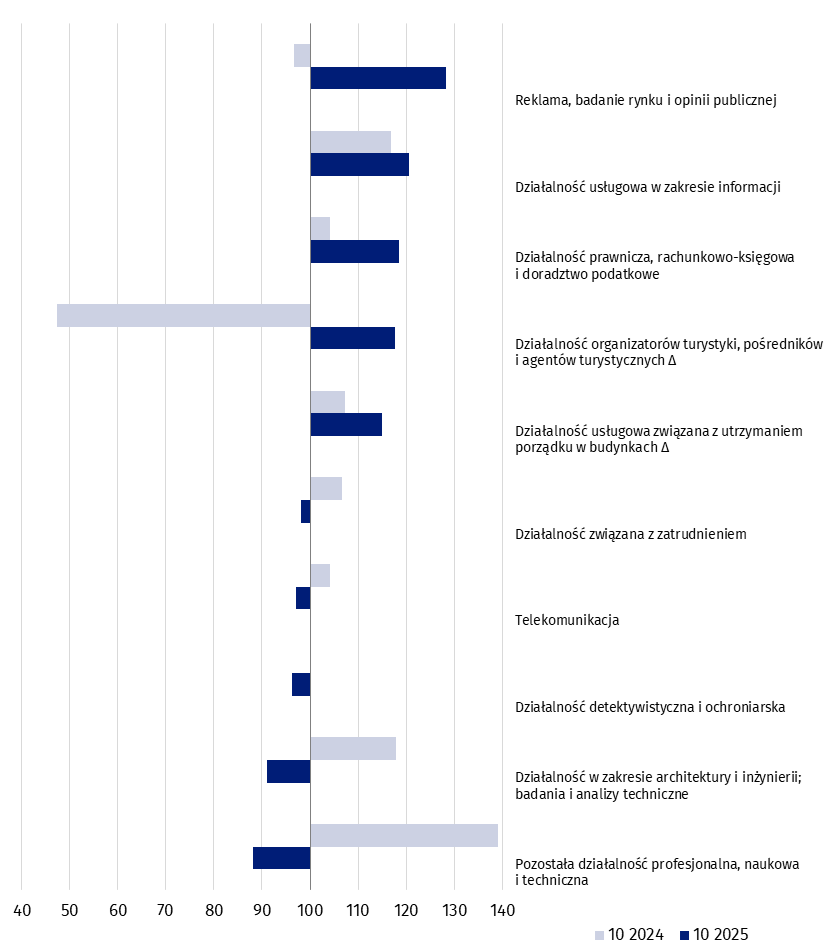 Reklama, badanie rynku i opinii publicznej
Działalność usługowa w zakresie informacji
Działalność prawnicza, rachunkowo-księgowa
i doradztwo podatkowe
Działalność organizatorów turystyki, pośredników
i agentów turystycznych Δ
Działalność usługowa związana z utrzymaniem
porządku w budynkach Δ
Działalność związana z zatrudnieniem
Telekomunikacja
Działalność detektywistyczna i ochroniarska
Działalność w zakresie architektury i inżynierii;
badania i analizy techniczne
Pozostała działalność profesjonalna, naukowa
i techniczna
40 50 60 70 80 90 100 110 120 130 140
10 2024 10 2025